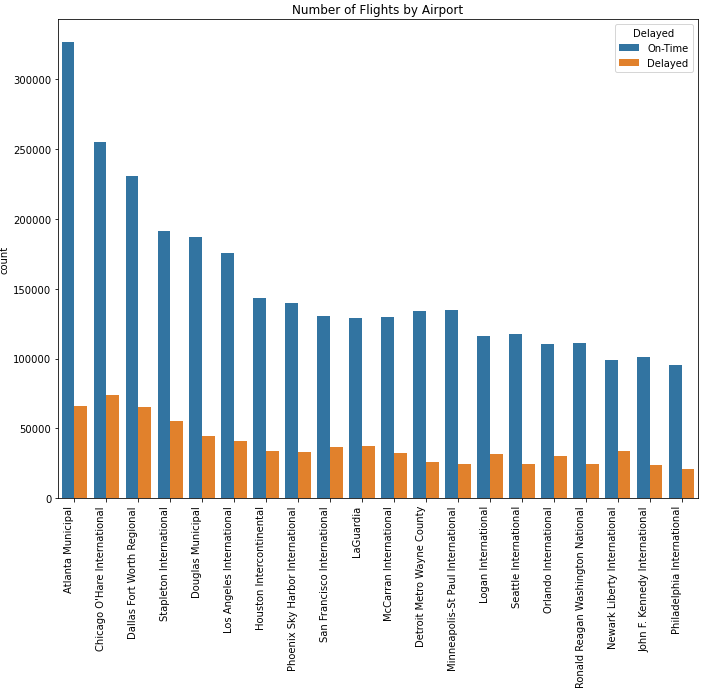 Number of Flights by Airport
Delayed
On-Time
Delayed
count
300000
250000
200000
150000
100000
50000
0
Atlanta Municipal
Chicago O'Hare International
Dallas Fort Worth Regional
Stapleton International
Douglas Municipal
Los Angeles International
Houston Intercontinental
Phoenix Sky Harbor International
San Francisco International
LaGuardia
McCarran International
Detroit Metro Wayne County
Minneapolis-St Paul International
Logan International
Seattle International
Orlando International
Ronald Reagan Washington National
Newark Liberty International
John F. Kennedy International
Philadelphia International